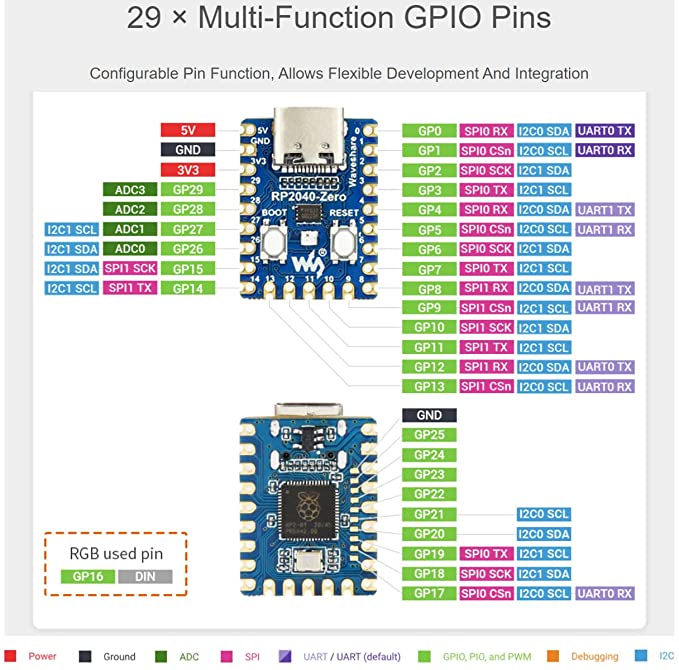 29 × Multi-Function GPIO Pins
Configurable Pin Function, Allows Flexible Development And Integration
5V
GND
3V3
ADC3 GP29
ADC2 GP28
I2C1 SCL ADC1 GP27
I2C1 SDA ADC0 GP26
I2C1 SDA SPI1 SCK GP15
I2C1 SCL SPI1 TX GP14
5V
GND
3V3
29
28
27
26
15
14
0
1
2
3
4
5
6
7
8
13 12 11 10 9
Waveshare
RP2040-Zero
BOOT RESET
GP0 SPI0 RX I2C0 SDA UART0 TX
GP1 SPI0 CSn I2C0 SCL UART0 RX
GP2 SPI0 SCK I2C1 SDA
GP3 SPI0 TX I2C1 SCL
GP4 SPI0 RX I2C0 SDA UART1 TX
GP5 SPI0 CSn I2C0 SCL UART1 RX
GP6 SPI0 SCK I2C1 SDA
GP7 SPI0 TX I2C1 SCL
GP8 SPI1 RX I2C0 SDA UART1 TX
GP9 SPI1 CSn I2C0 SCL UART1 RX
GP10 SPI1 SCK I2C1 SDA
GP11 SPI1 TX I2C1 SCL
GP12 SPI1 RX I2C0 SDA UART0 TX
GP13 SPI1 CSn I2C0 SCL UART0 RX
GND
GP25
GP24
GP23
GP22
GP21 I2C0 SCL
GP20 I2C0 SDA
GP19 SPI0 TX I2C1 SCL
GP18 SPI0 SCK I2C1 SDA
GP17 SPI0 CSn I2C0 SCL UART0 RX
RGB used pin
GP16 DIN
Power Ground ADC SPI UART / UART (default) GPIO, PIO, and PWM Debugging I2C